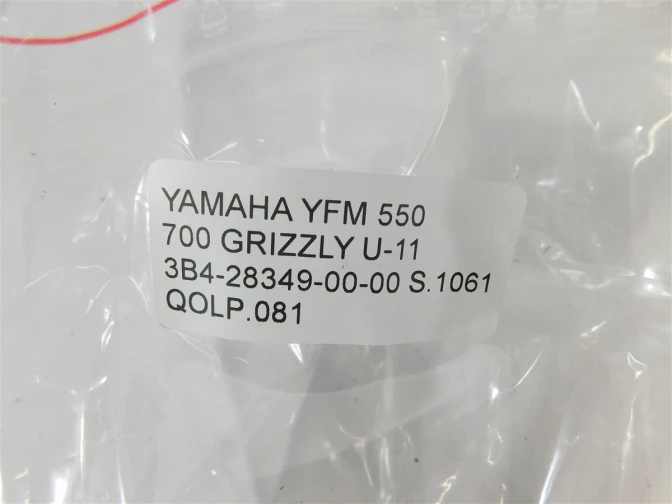 YAMAHA YFM 550
700 GRIZZLY U-11
3B4-28349-00-00 S.1061
QOLP.081